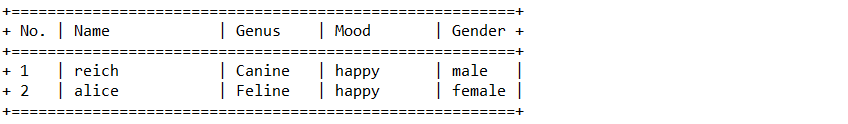 +========================================================+
+ No. | Name            | Genus    | Mood       | Gender +
+========================================================+
+ 1   | reich           | Canine   | happy      | male   |
+ 2   | alice           | Feline   | happy      | female |
+========================================================+